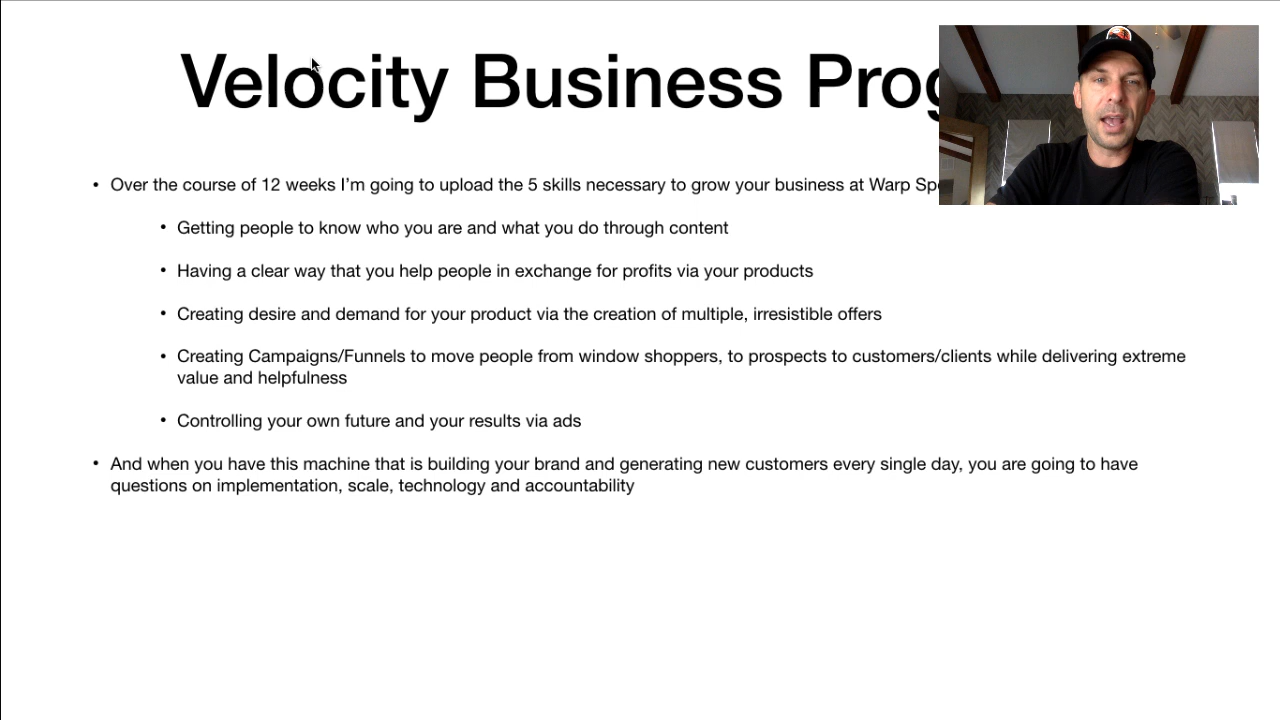 Velocity Business
Over the course of 12 weeks I’m going to upload the 5 skills necessary to grow your business at Warp
Getting people to know who you are and what you do through content
Having a clear way that you help people in exchange for profits via your products
Creating desire and demand for your product via the creation of multiple, irresistible offers
Creating Campaigns/Funnels to move people from window shoppers, to prospects to customers/clients while delivering extreme
value and helpfulness
Controlling your own future and your results via ads
And when you have this machine that is building your brand and generating new customers every single day, you are going to have
questions on implementation, scale, technology and accountability